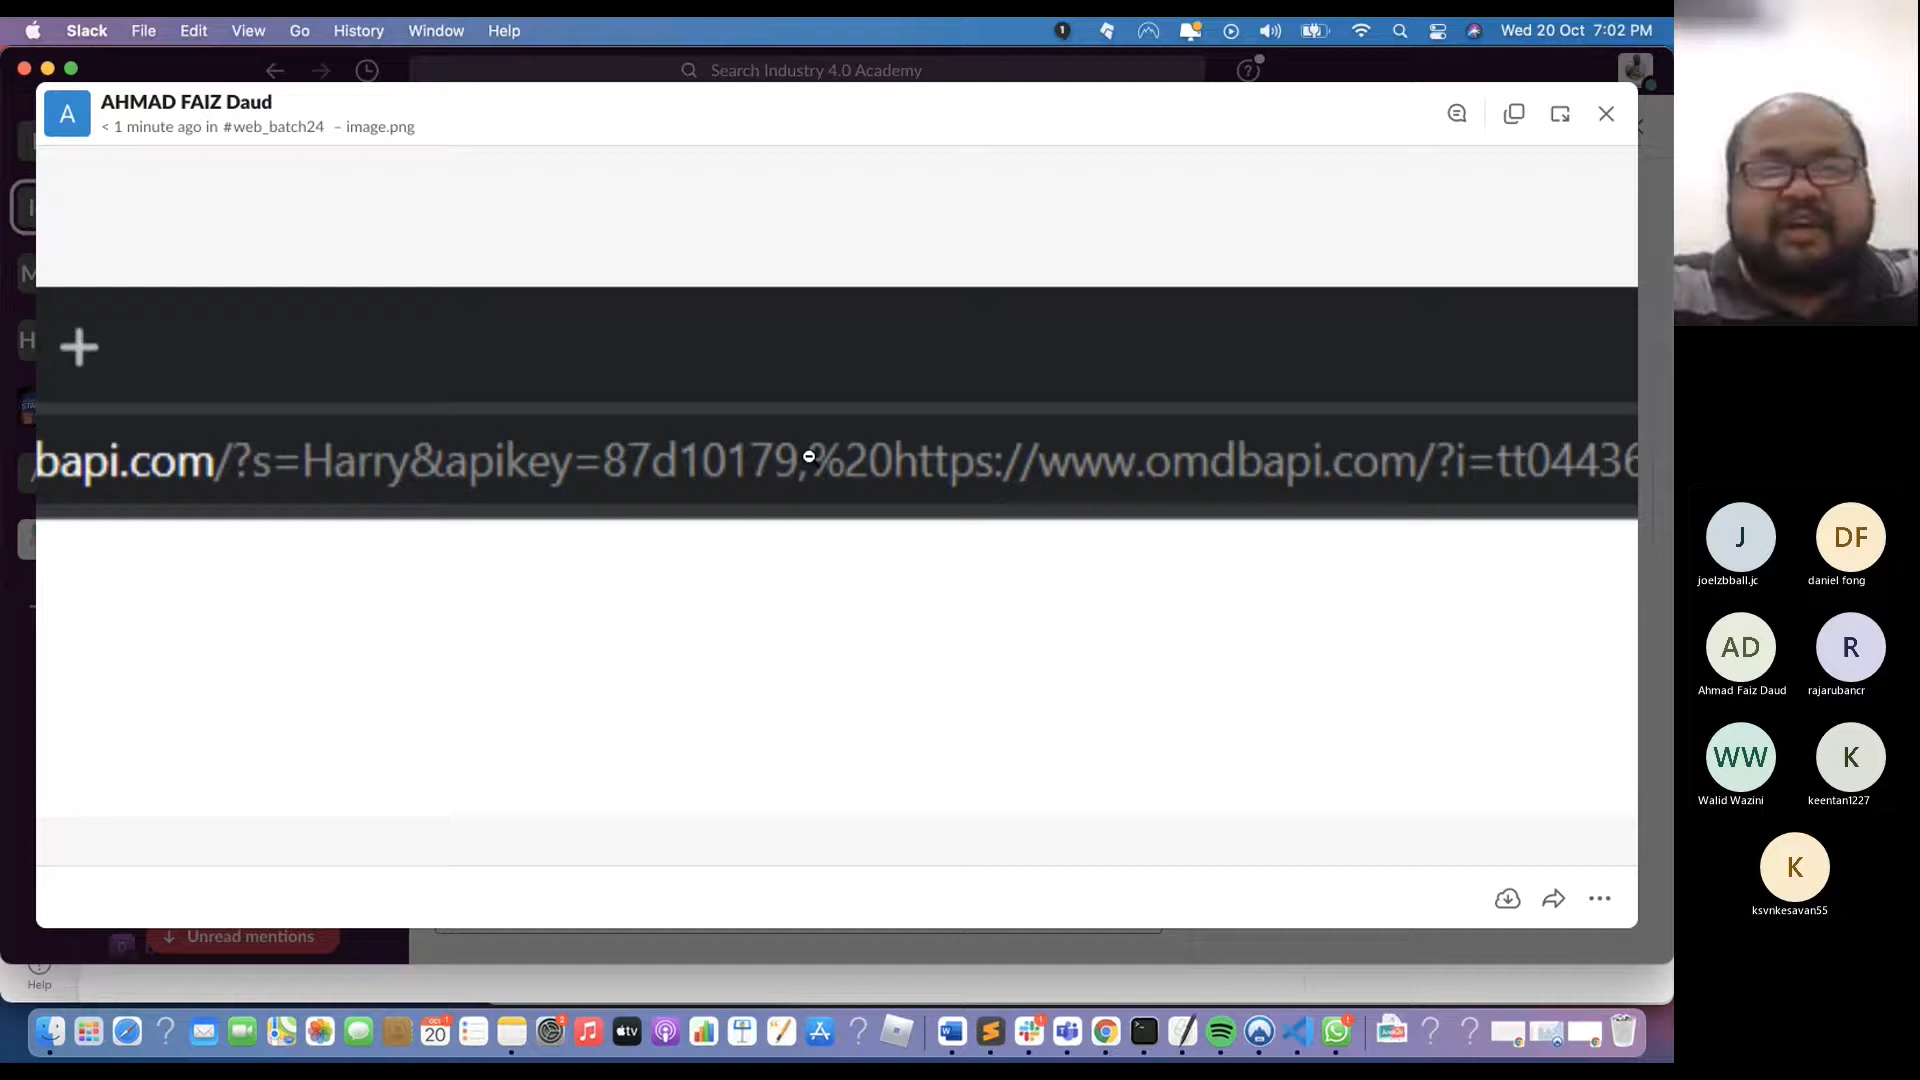 Slack File Edit View Go History Window Help
Wed 20 Oct 7:02 PM
Search Industry 4.0 Academy
A
AHMAD FAIZ Daud
< 1 minute ago in #web_batch24 – image.png
bapi.com/?s=Harry&apikey=87d10179,%20https://www.omdbapi.com/?i=tt04436
Unread mentions
Help
J
joelzbball.jc
DF
daniel fong
AD
Ahmad Faiz Daud
R
rajarubancr
WW
Walid Wazini
K
keentan1227
K
ksvnkesavan55
OCT
20
tv